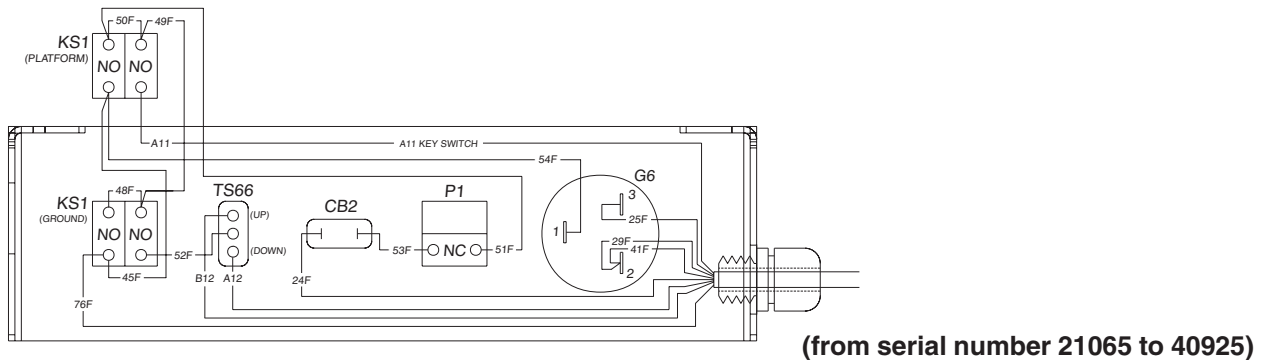 50F
49F
KS1
(PLATFORM)
NO
NO
A11
A11 KEY SWITCH
54F
G6
3
25F
1
29F
41F
2
KS1
(GROUND)
48F
NO
NO
45F
52F
76F
TS66
(UP)
(DOWN)
B12
A12
CB2
24F
53F
P1
NC
51F
(from serial number 21065 to 40925)